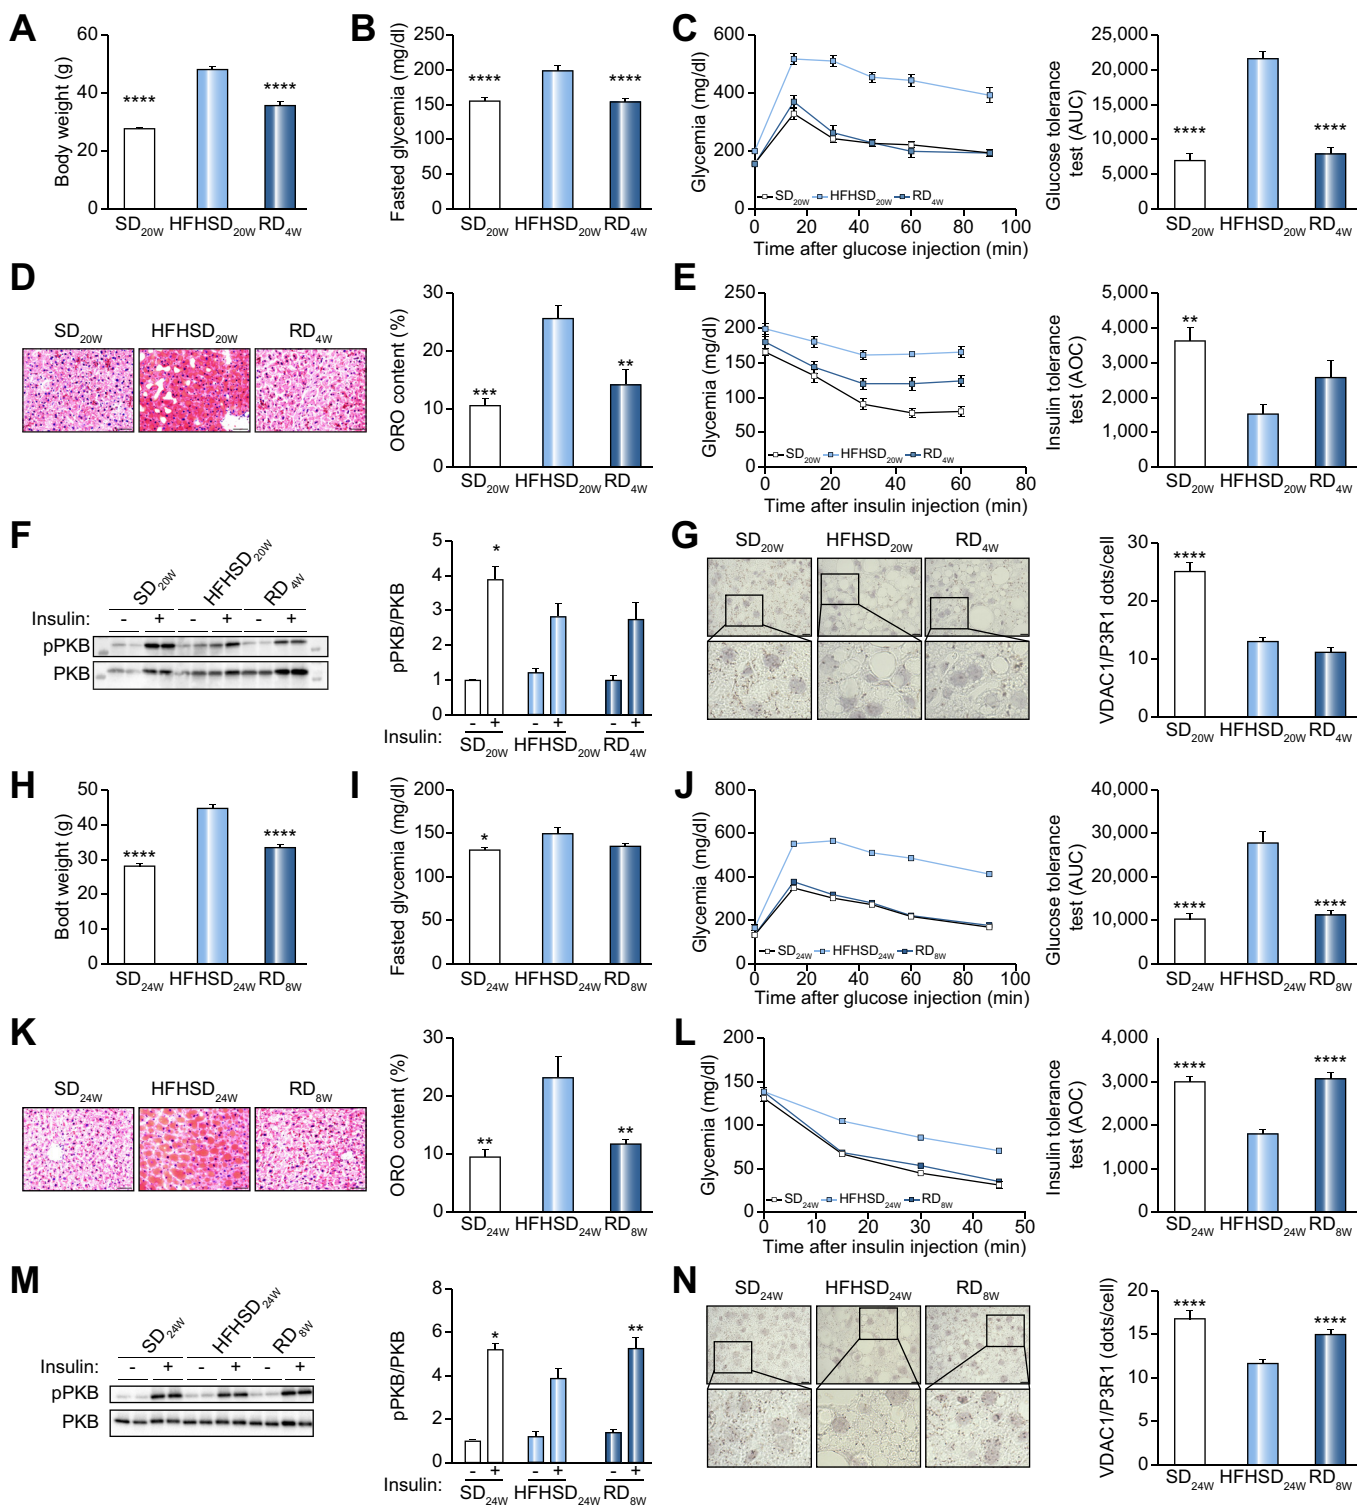 A
Body weight (g)
60
40
20
0
****
****
SD20W HFHSD20W RD4W
B
Fasted glycemia (mg/dl)
250
200
150
100
50
0
****
****
SD20W HFHSD20W RD4W
C
Glycemia (mg/dl)
600
400
200
0
SD20W HFHSD20W RD4W
0 20 40 60 80 100
Time after glucose injection (min)
Glucose tolerance
test (AUC)
25,000
20,000
15,000
10,000
5,000
0
****
****
SD20W HFHSD20W RD4W
D
SD20W HFHSD20W RD4W
ORO content (%)
30
20
10
0
***
**
SD20W HFHSD20W RD4W
E
Glycemia (mg/dl)
250
200
150
100
50
0
SD20W HFHSD20W RD4W
0 20 40 60 80
Time after insulin injection (min)
Insulin tolerance
test (AOC)
5,000
4,000
3,000
2,000
1,000
0
**
SD20W HFHSD20W RD4W
F
SD20W HFHSD20W RD4W
Insulin: - + - + - +
pPKB
PKB
pPKB/PKB
5
4
3
2
1
0
*
Insulin: - + - + - +
SD20W HFHSD20W RD4W
G
SD20W HFHSD20W RD4W
VDAC1/P3R1 dots/cell
30
20
10
0
****
SD20W HFHSD20W RD4W
H
Bodt weight (g)
50
40
30
20
10
0
****
****
SD24W HFHSD24W RD8W
I
Fasted glycemia (mg/dl)
200
150
100
50
0
*
SD24W HFHSD24W RD8W
J
Glycemia (mg/dl)
800
600
400
200
0
SD24W HFHSD24W RD8W
0 20 40 60 80 100
Time after glucose injection (min)
Glucose tolerance
test (AUC)
40,000
30,000
20,000
10,000
0
****
****
SD24W HFHSD24W RD8W
K
SD24W HFHSD24W RD8W
ORO content (%)
30
20
10
0
**
**
SD24W HFHSD24W RD8W
L
Glycemia (mg/dl)
200
150
100
50
0
SD24W HFHSD24W RD8W
0 10 20 30 40 50
Time after insulin injection (min)
Insulin tolerance
test (AOC)
4,000
3,000
2,000
1,000
0
****
****
SD24W HFHSD24W RD8W
M
SD24W HFHSD24W RD8W
Insulin: - + - + - +
pPKB
PKB
pPKB/PKB
8
6
4
2
0
*
**
Insulin: - + - + - +
SD24W HFHSD24W RD8W
N
SD24W HFHSD24W RD8W
VDAC1/P3R1 (dots/cell)
20
15
10
5
0
****
****
SD24W HFHSD24W RD8W